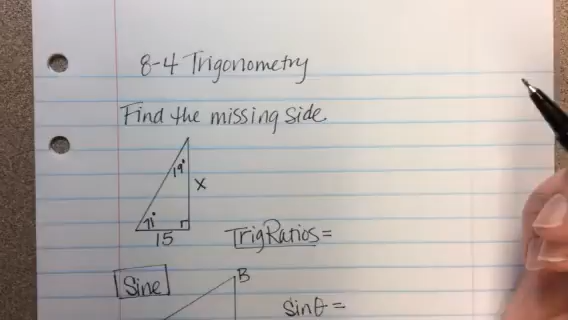 8-4 Trigonometry
Find the missing side
19°
x
71°
15
Trig Ratios =
Sine
B
sinθ =